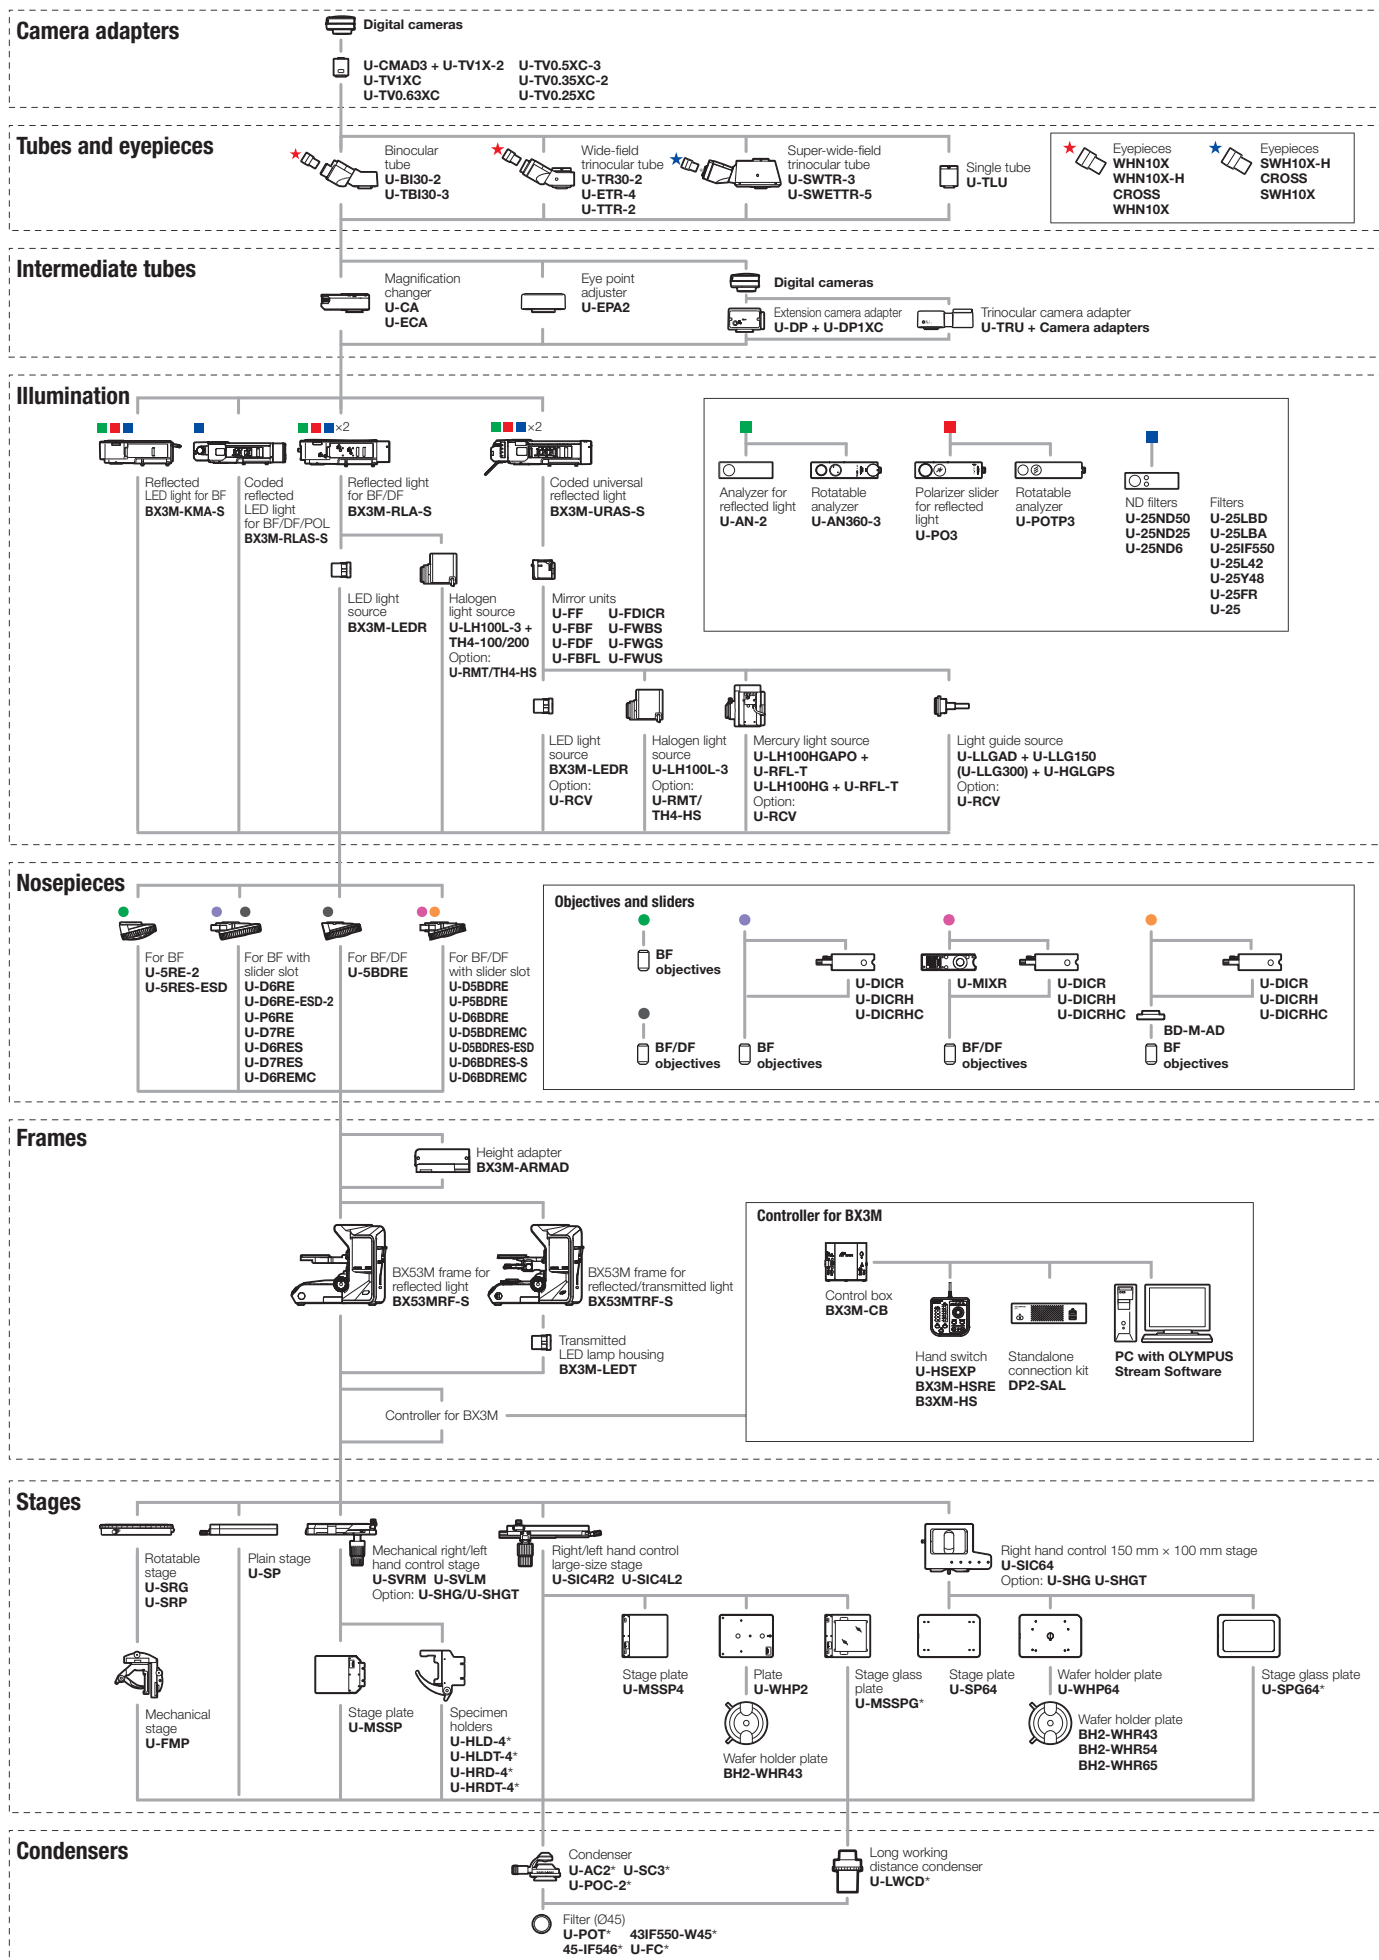 Camera adapters
Digital cameras
U-CMAD3 + U-TV1X-2
U-TV1XC
U-TV0.63XC
U-TV0.5XC-3
U-TV0.35XC-2
U-TV0.25XC
Tubes and eyepieces
Binocular
tube
U-BI30-2
U-TBI30-3
Wide-field
trinocular tube
U-TR30-2
U-ETR-4
U-TTR-2
Super-wide-field
trinocular tube
U-SWTR-3
U-SWETTR-5
Single tube
U-TLU
Eyepieces
WHN10X
WHN10X-H
CROSS
WHN10X
Eyepieces
SWH10X-H
CROSS
SWH10X
Intermediate tubes
Magnification
changer
U-CA
U-ECA
Eye point
adjuster
U-EPA2
Digital cameras
Extension camera adapter
U-DP + U-DP1XC
Trinocular camera adapter
U-TRU + Camera adapters
Illumination
×2
×2
Reflected
LED light for BF
BX3M-KMA-S
Coded
reflected
LED light
for BF/DF/POL
BX3M-RLAS-S
Reflected light
for BF/DF
BX3M-RLA-S
Coded universal
reflected light
BX3M-URAS-S
LED light
source
BX3M-LEDR
Halogen
light source
U-LH100L-3 +
TH4-100/200
Option:
U-RMT/TH4-HS
Mirror units
U-FF U-FDICR
U-FBF U-FWBS
U-FDF U-FWGS
U-FBFL U-FWUS
LED light
source
BX3M-LEDR
Option:
U-RCV
Halogen light
source
U-LH100L-3
Option:
U-RMT/
TH4-HS
Mercury light source
U-LH100HGAPO +
U-RFL-T
U-LH100HG + U-RFL-T
Option:
U-RCV
Light guide source
U-LLGAD + U-LLG150
(U-LLG300) + U-HGLGPS
Option:
U-RCV
Analyzer for
reflected light
U-AN-2
Rotatable
analyzer
U-AN360-3
Polarizer slider
for reflected
light
U-PO3
Rotatable
analyzer
U-POTP3
ND filters
U-25ND50
U-25ND25
U-25ND6
Filters
U-25LBD
U-25LBA
U-25IF550
U-25L42
U-25Y48
U-25FR
U-25
Nosepieces
For BF
U-5RE-2
U-5RES-ESD
For BF with
slider slot
U-D6RE
U-D6RE-ESD-2
U-P6RE
U-D7RE
U-D6RES
U-D7RES
U-D6REMC
For BF/DF
U-5BDRE
For BF/DF
with slider slot
U-D5BDRE
U-P5BDRE
U-D6BDRE
U-D5BDREMC
U-D5BDRES-ESD
U-D6BDRES-S
U-D6BDREMC
Objectives and sliders
BF
objectives
BF/DF
objectives
U-DICR
U-DICRH
U-DICRHC
BF
objectives
U-MIXR
U-DICR
U-DICRH
U-DICRHC
BF/DF
objectives
U-DICR
U-DICRH
U-DICRHC
BD-M-AD
BF
objectives
Frames
Height adapter
BX3M-ARMAD
BX53M frame for
reflected light
BX53MRF-S
BX53M frame for
reflected/transmitted light
BX53MTRF-S
Transmitted
LED lamp housing
BX3M-LEDT
Controller for BX3M
Controller for BX3M
Control box
BX3M-CB
Hand switch
U-HSEXP
BX3M-HSRE
B3XM-HS
Standalone
connection kit
DP2-SAL
PC with OLYMPUS
Stream Software
Stages
Rotatable
stage
U-SRG
U-SRP
Plain stage
U-SP
Mechanical right/left
hand control stage
U-SVRM U-SVLM
Option: U-SHG/U-SHGT
Right/left hand control
large-size stage
U-SIC4R2 U-SIC4L2
Right hand control 150 mm × 100 mm stage
U-SIC64
Option: U-SHG U-SHGT
Mechanical
stage
U-FMP
Stage plate
U-MSSP
Specimen
holders
U-HLD-4*
U-HLDT-4*
U-HRD-4*
U-HRDT-4*
Stage plate
U-MSSP4
Plate
U-WHP2
Wafer holder plate
BH2-WHR43
Stage glass
plate
U-MSSPG*
Stage plate
U-SP64
Wafer holder plate
U-WHP64
Wafer holder plate
BH2-WHR43
BH2-WHR54
BH2-WHR65
Stage glass plate
U-SPG64*
Condensers
Condenser
U-AC2* U-SC3*
U-POC-2*
Long working
distance condenser
U-LWCD*
Filter (Ø45)
U-POT* 43IF550-W45*
45-IF546* U-FC*